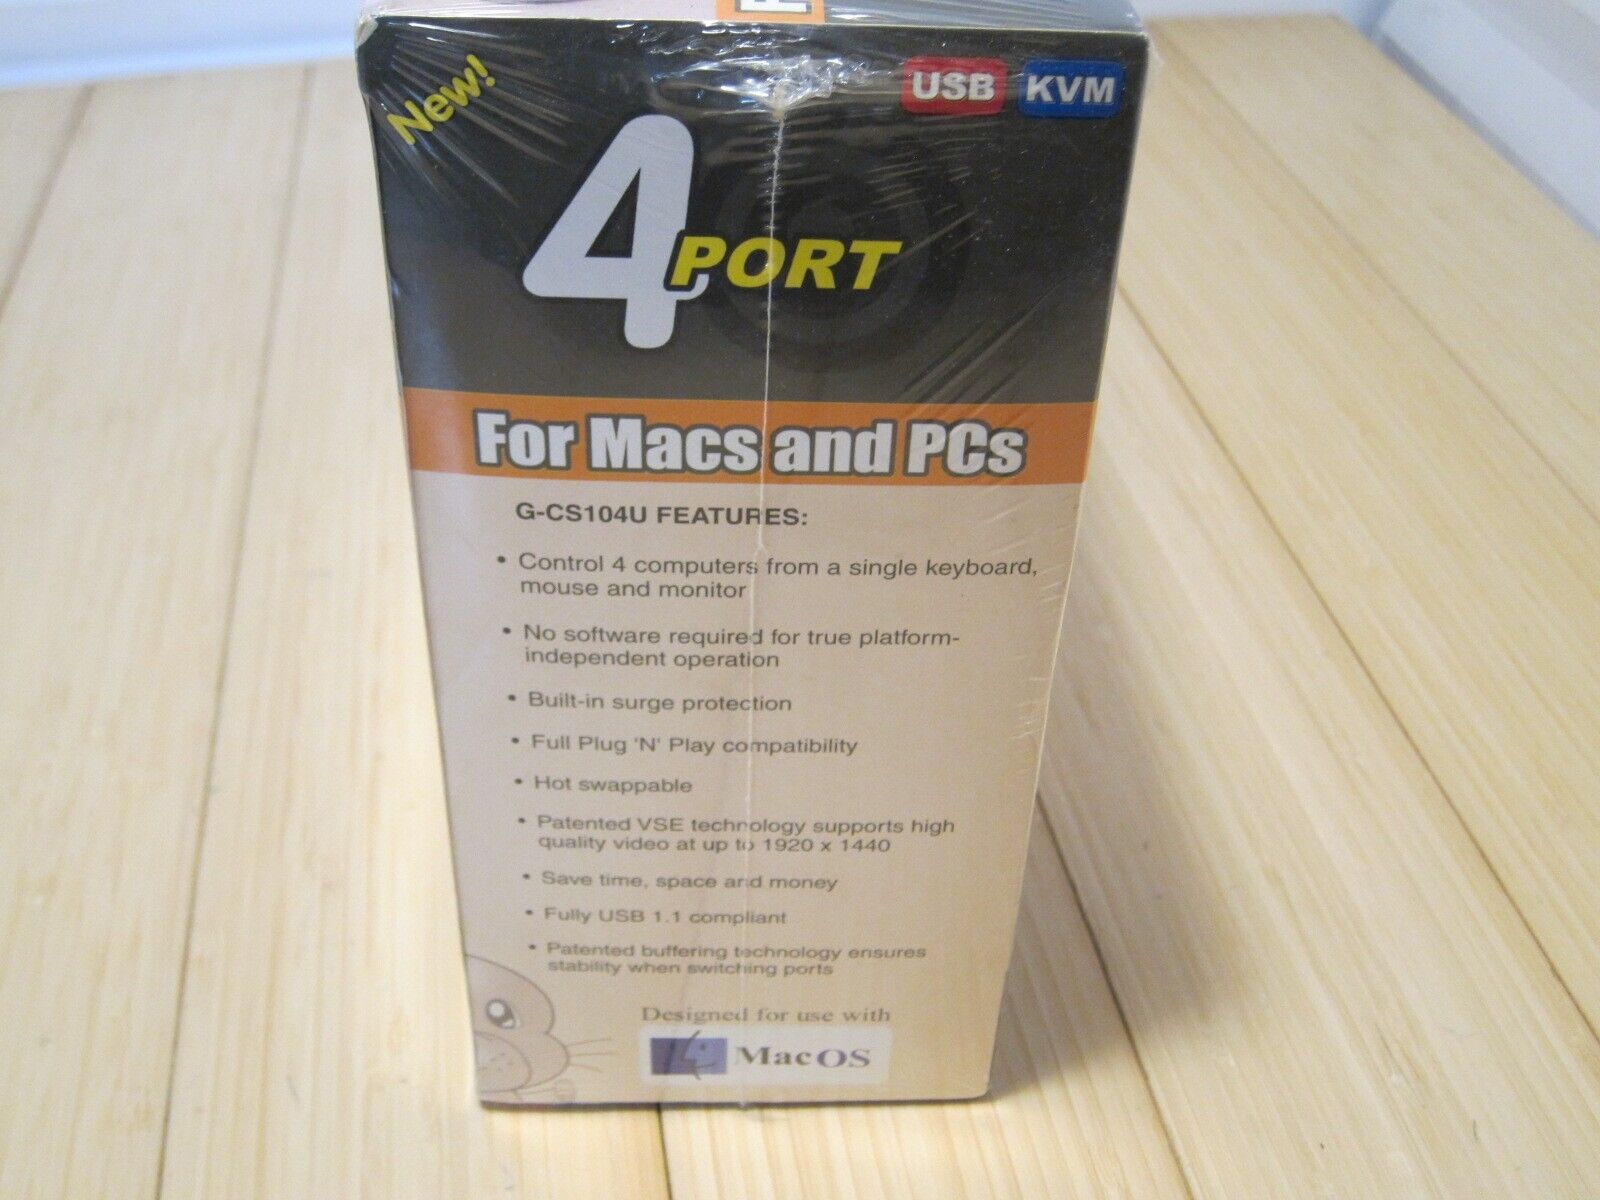 New!
USB KVM
4 PORT
For Macs and PCs
G-CS104U FEATURES:
• Control 4 computers from a single keyboard,
mouse and monitor
• No software required for true platform-
independent operation
• Built-in surge protection
• Full Plug 'N' Play compatibility
• Hot swappable
• Patented VSE technology supports high
quality video at up to 1920 x 1440
• Save time, space and money
• Fully USB 1.1 compliant
• Patented buffering technology ensures
stability when switching ports
Designed for use with
Mac OS